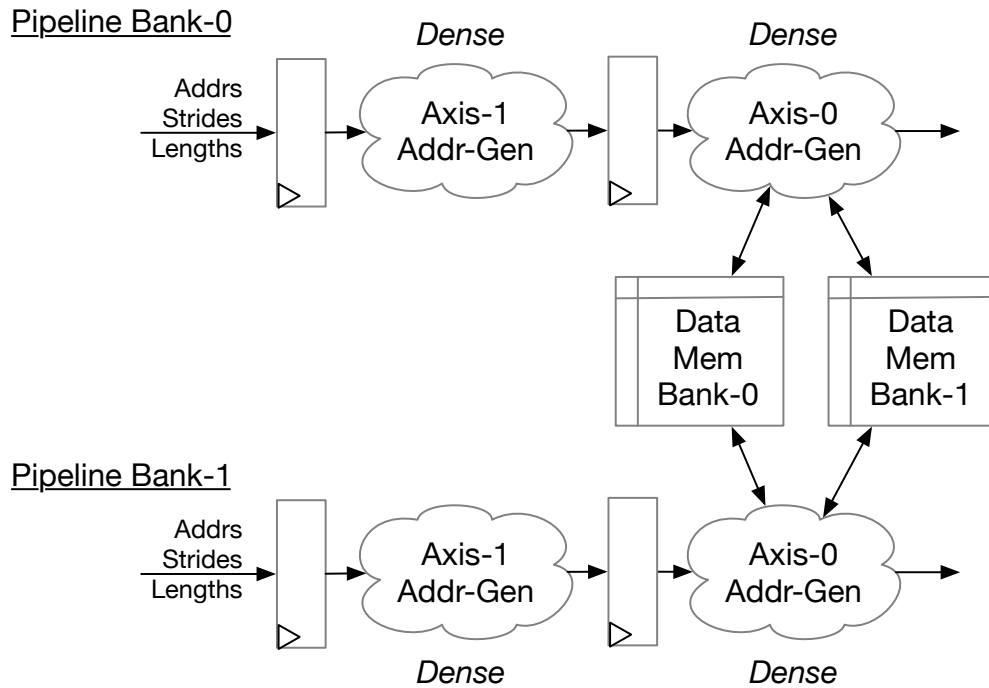 Pipeline Bank-0
Dense
Dense
Addrs
Strides
Lengths
Axis-1
Addr-Gen
Axis-0
Addr-Gen
Data
Mem
Bank-0
Data
Mem
Bank-1
Pipeline Bank-1
Addrs
Strides
Lengths
Axis-1
Addr-Gen
Axis-0
Addr-Gen
Dense
Dense